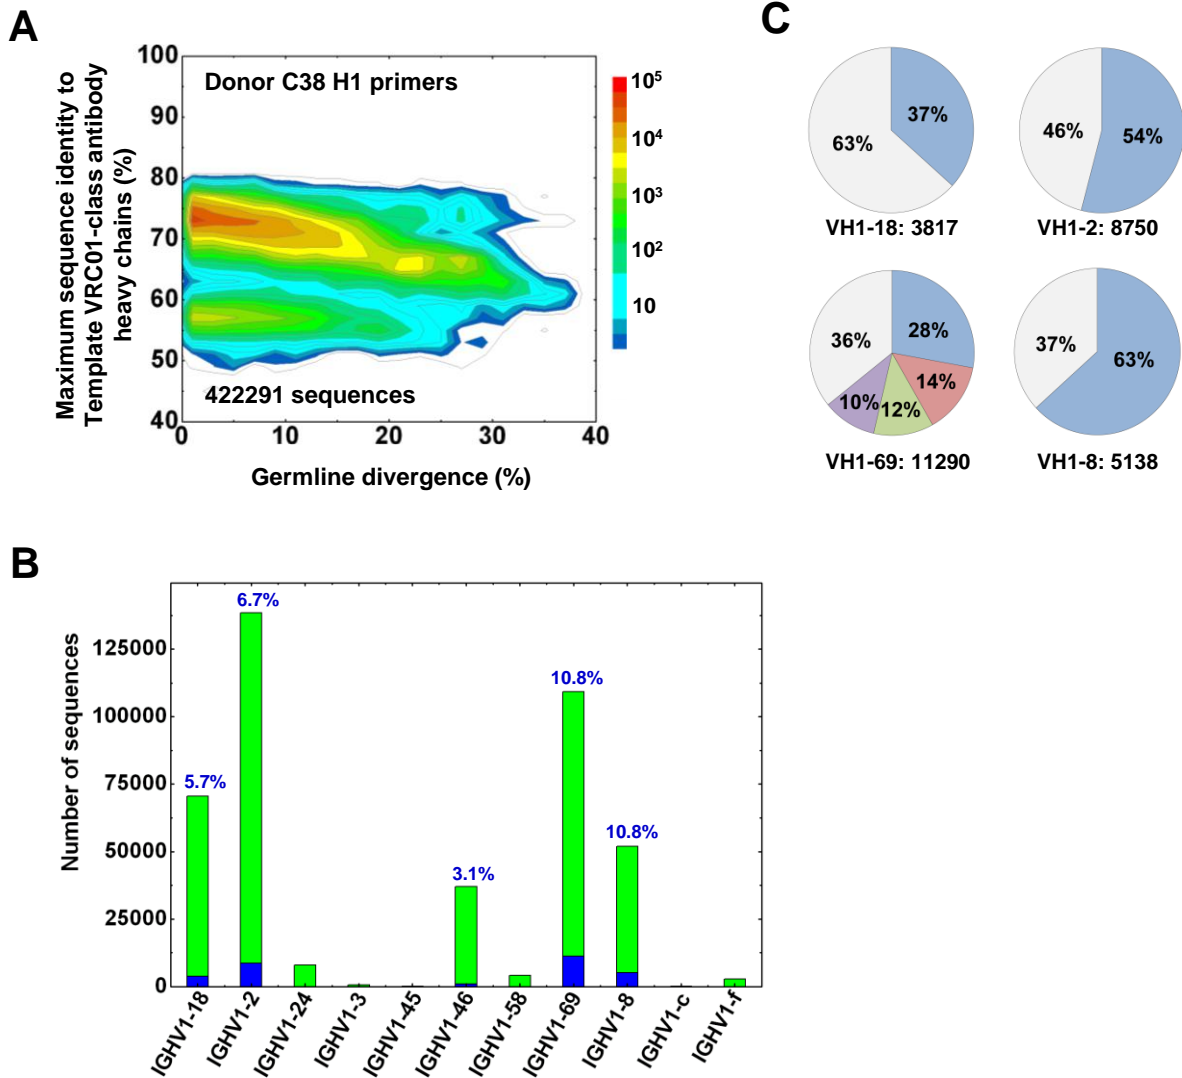 A
Maximum sequence identity to
Template VRC01-class antibody
heavy chains (%)
100
90
80
70
60
50
40
Donor C38 H1 primers
422291 sequences
0
10
20
30
40
Germline divergence (%)
10⁵
10⁴
10³
10²
10
C
37%
63%
VH1-18: 3817
46%
54%
VH1-2: 8750
36%
28%
14%
12%
10%
VH1-69: 11290
37%
63%
VH1-8: 5138
B
Number of sequences
125000
100000
75000
50000
25000
0
5.7%
6.7%
3.1%
10.8%
10.8%
IGHV1-18
IGHV1-2
IGHV1-24
IGHV1-3
IGHV1-45
IGHV1-46
IGHV1-58
IGHV1-69
IGHV1-8
IGHV1-c
IGHV1-f